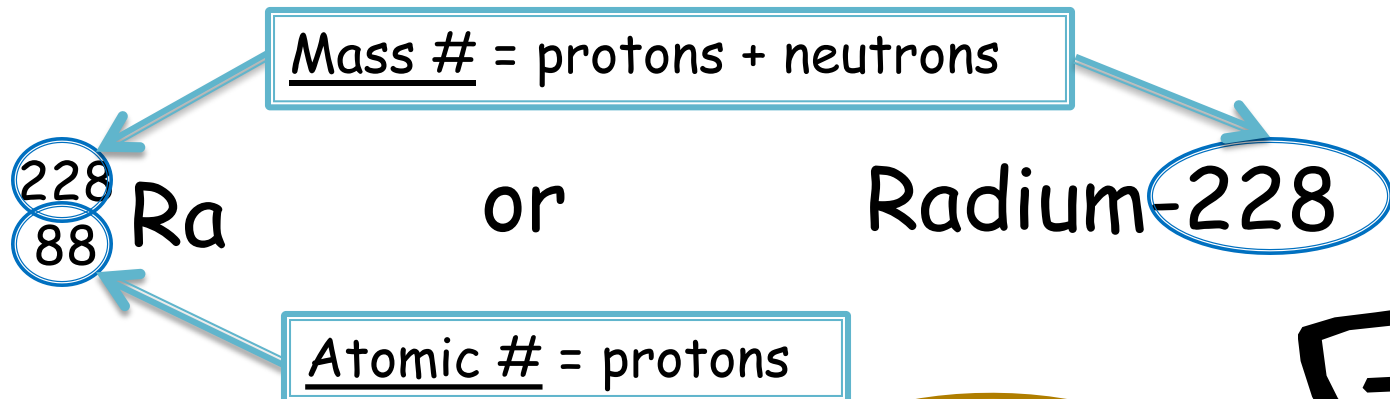 Mass # = protons + neutrons
228
88 Ra or Radium-228
Atomic # = protons